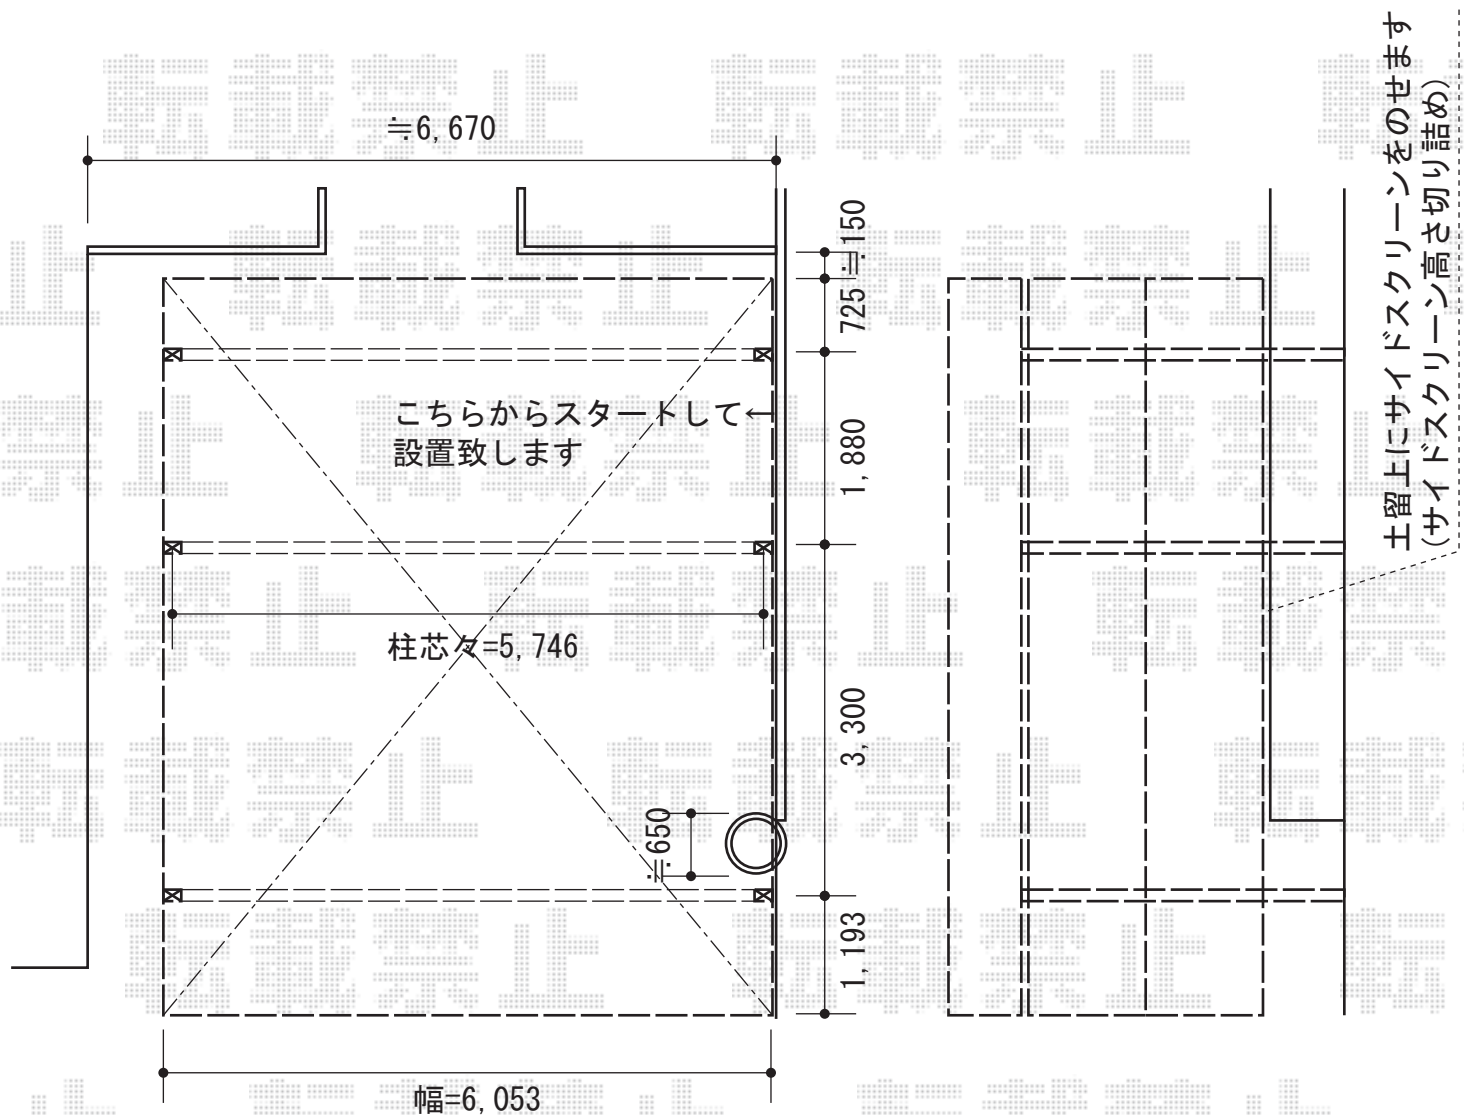 ≒6,670
725 ≒150
こちらからスタートして←
設置致します
1,880
柱芯々=5,746
3,300
≒650
1,193
幅=6,053
土留上にサイドスクリーンをのせます
(サイドスクリーン高さ切り詰め)
転載禁止